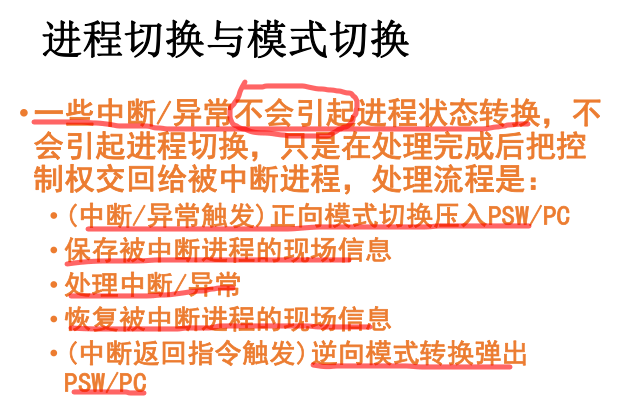 进程切换与模式切换
•一些中断/异常不会引起进程状态转换，不
会引起进程切换，只是在处理完成后把控
制权交回给被中断进程，处理流程是：
•(中断/异常触发)正向模式切换压入PSW/PC
•保存被中断进程的现场信息
•处理中断/异常
•恢复被中断进程的现场信息
•(中断返回指令触发)逆向模式转换弹出
PSW/PC